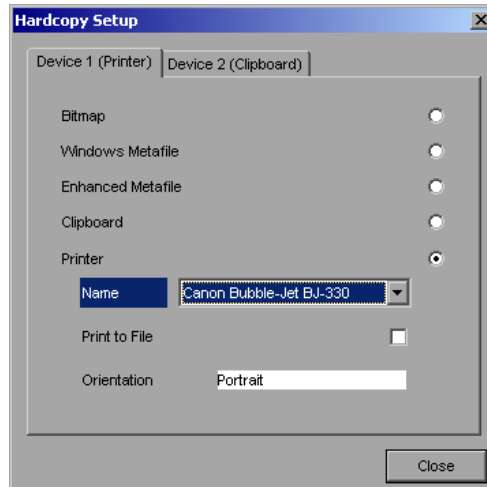 Hardcopy Setup
Device 1 (Printer) Device 2 (Clipboard)
Bitmap
Windows Metafile
Enhanced Metafile
Clipboard
Printer
Name Canon Bubble-Jet BJ-330
Print to File
Orientation Portrait
Close